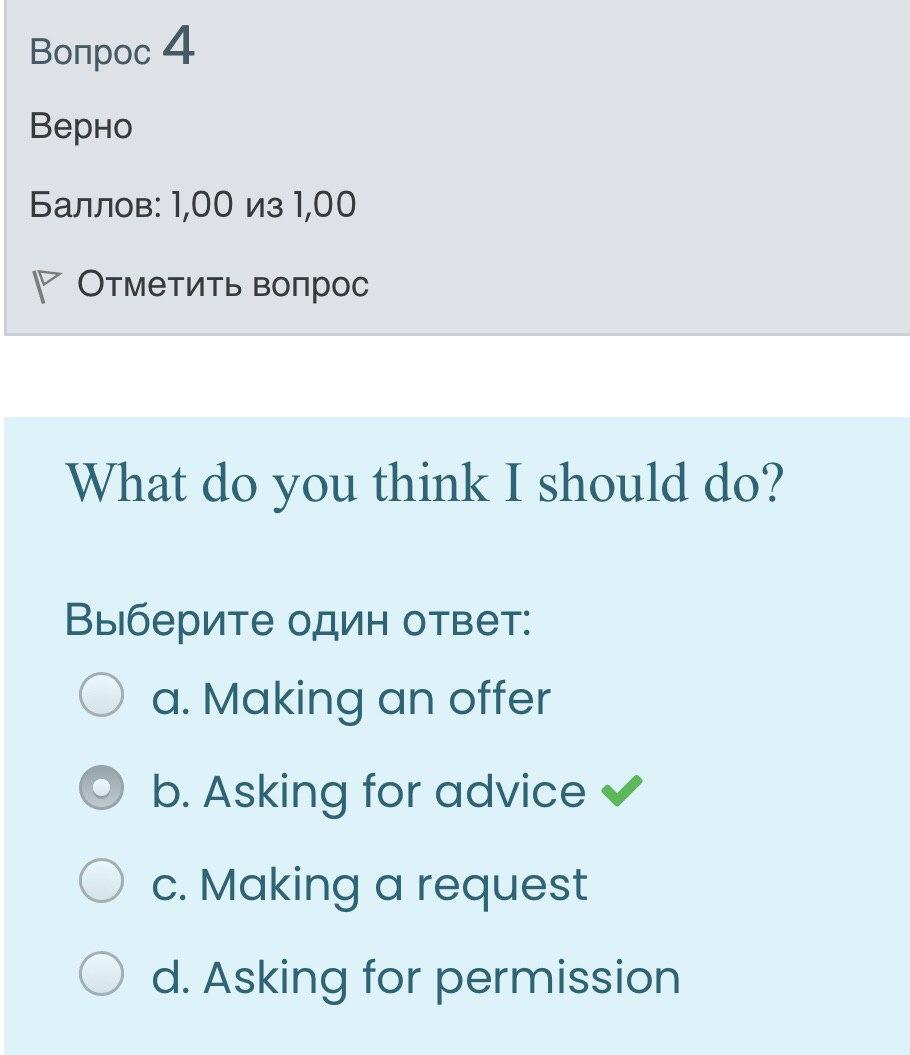 Вопрос 4
Верно
Баллов: 1,00 из 1,00
Отметить вопрос
What do you think I should do?
Выберите один ответ:
a. Making an offer
b. Asking for advice
c. Making a request
d. Asking for permission